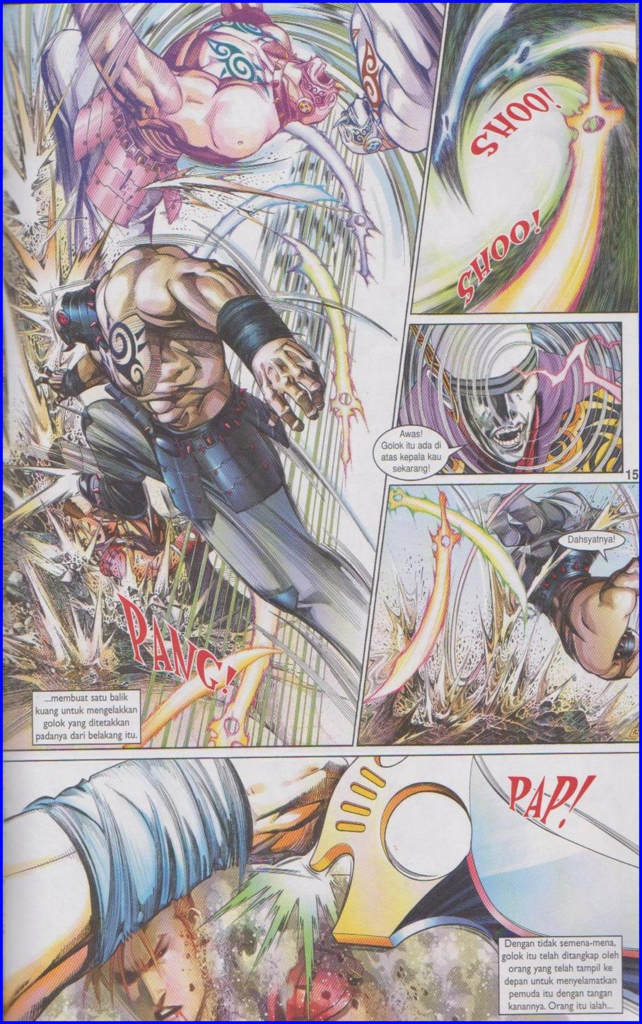 SHOO!
SHOO!
Awas!
Golok itu ada di
atas kepala kau
sekarang!
15
Dahsyatnya!
PANG!
...membuat satu balik
kuang untuk mengelakkan
golok yang ditetakkan
padanya dari belakang itu.
PAP!
Dengan tidak semena-mena,
golok itu telah ditangkap oleh
orang yang telah tampil ke
depan untuk menyelamatkan
pemuda itu dengan tangan
kanannya. Orang itu ialah...